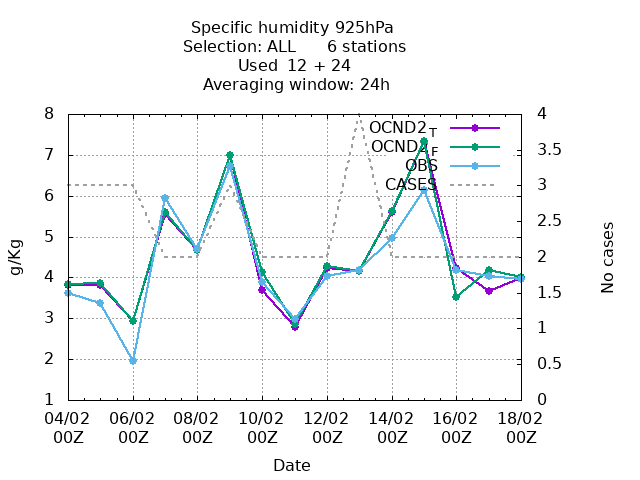 Specific humidity 925hPa
Selection: ALL 6 stations
Used 12 + 24
Averaging window: 24h
8 4
OCND2 T
7 3.5
OCND2 F
OBS
6 3
CASES
2.5
5
2
4
1.5
3
1
2 0.5
1 0
g/Kg
No cases
04/02 06/02 08/02 10/02 12/02 14/02 16/02 18/02
00Z 00Z 00Z 00Z 00Z 00Z 00Z 00Z
Date